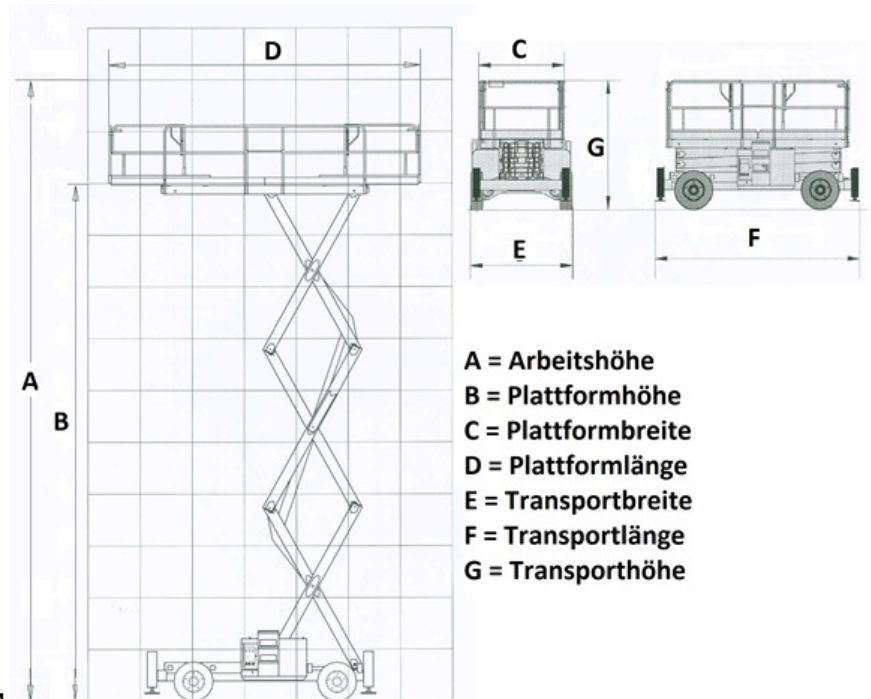 D
C
G
A
B
E
F
A = Arbeitshöhe
B = Plattformhöhe
C = Plattformbreite
D = Plattformlänge
E = Transportbreite
F = Transportlänge
G = Transporthöhe